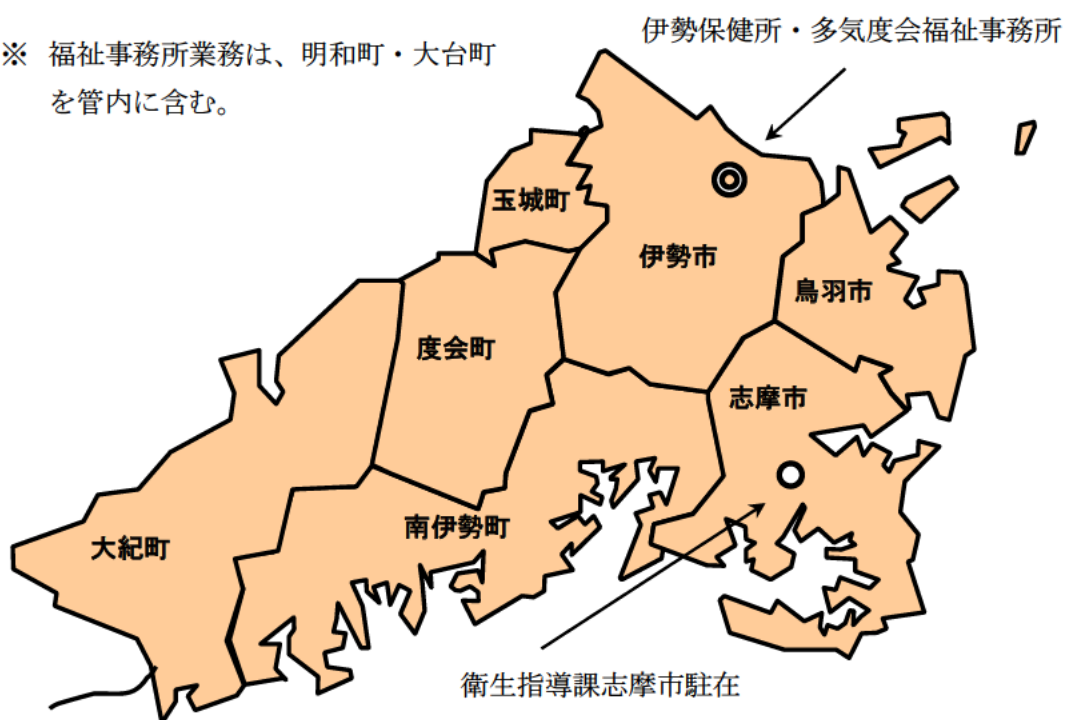 伊勢保健所・多気度会福祉事務所
※ 福祉事務所業務は、明和町・大台町
を管内に含む。
玉城町
伊勢市
鳥羽市
度会町
志摩市
南伊勢町
大紀町
衛生指導課志摩市駐在